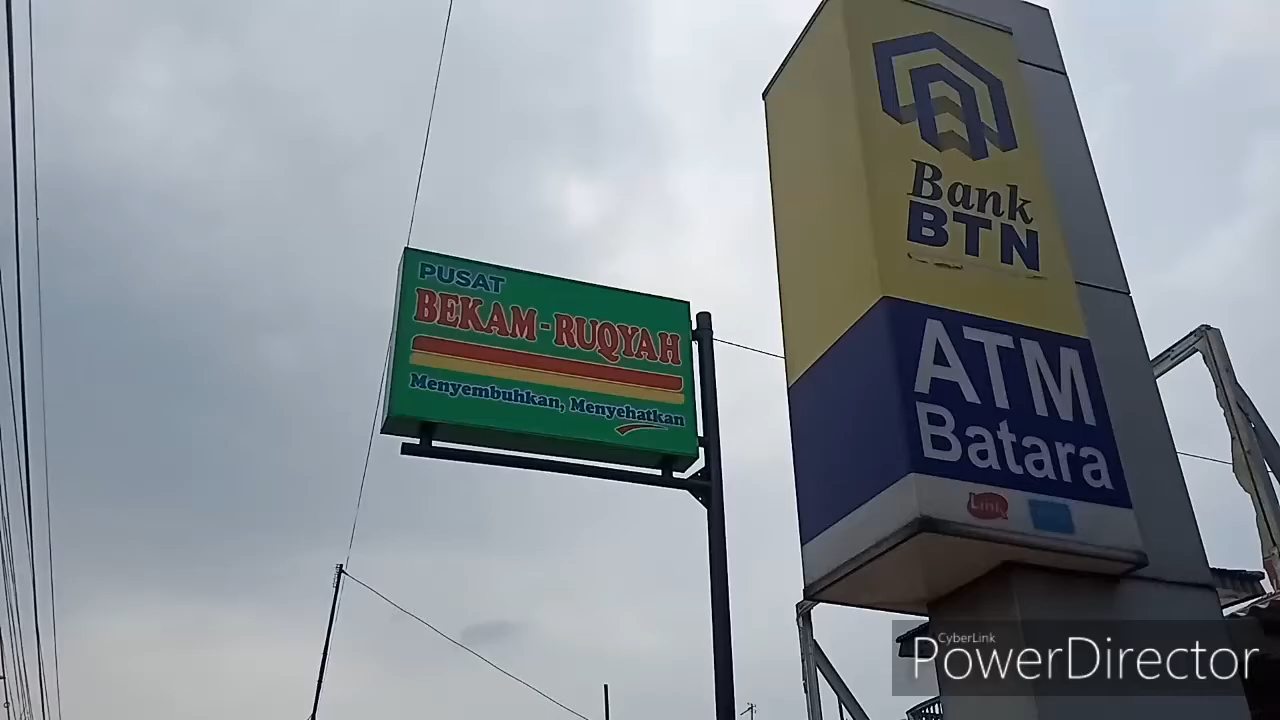 PUSAT
BEKAM - RUQYAH
Menyembuhkan, Menyehatkan
Bank
BTN
ATM
Batara
Link
CyberLink
PowerDirector